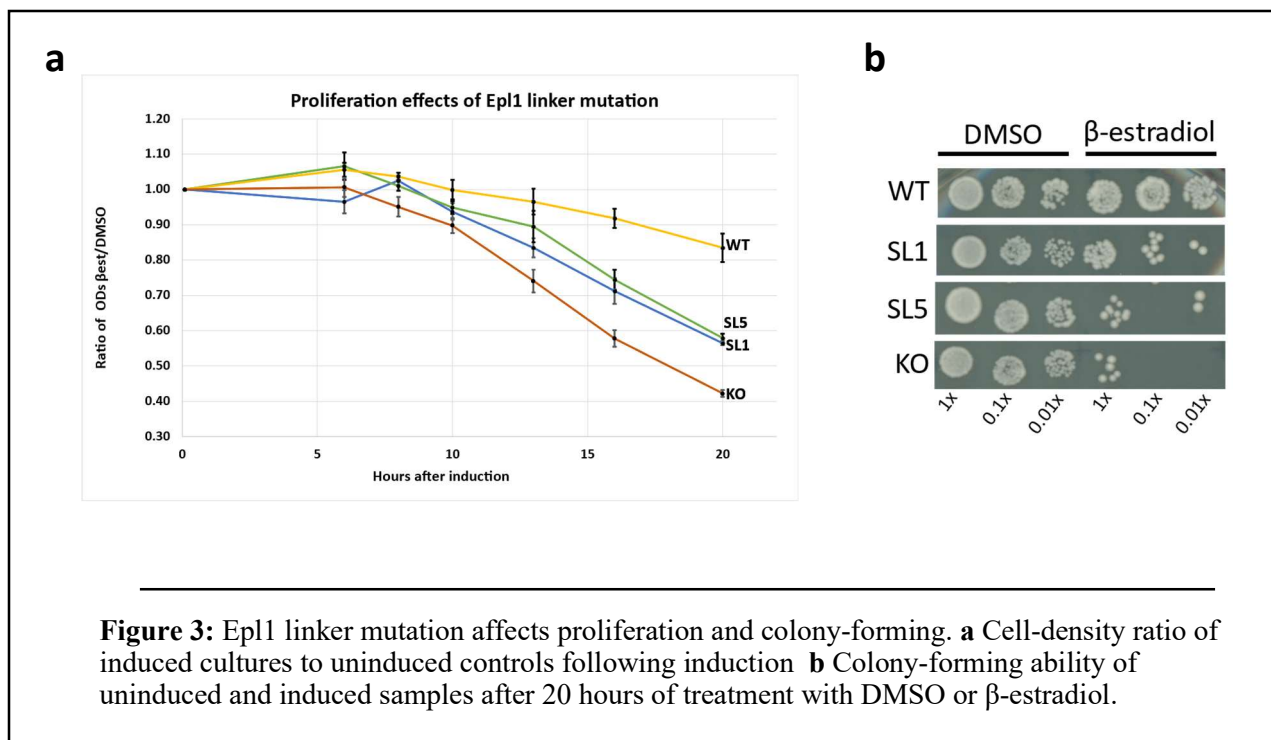 a
b
Proliferation effects of Epl1 linker mutation
1.20
1.10
1.00
0.90
0.80
0.70
0.60
0.50
0.40
0.30
Ratio of ODs βest/DMSO
0
5
10
15
20
Hours after induction
WT
SL5
SL1
KO
DMSO
β-estradiol
WT
SL1
SL5
KO
1x
0.1x
0.01x
1x
0.1x
0.01x
Figure 3: Epl1 linker mutation affects proliferation and colony-forming. a Cell-density ratio of
induced cultures to uninduced controls following induction b Colony-forming ability of
uninduced and induced samples after 20 hours of treatment with DMSO or β-estradiol.